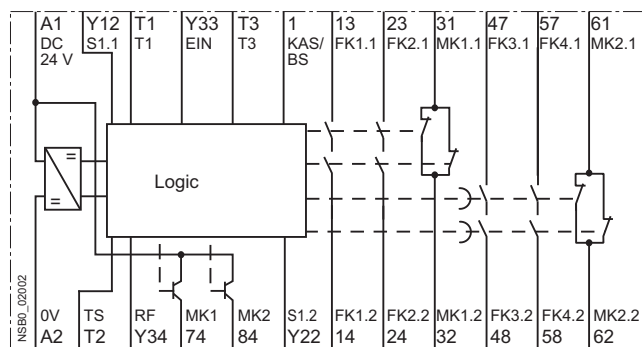 A1 Y12 T1 Y33 T3 1 13 23 31 47 57 61
DC S1.1 T1 EIN T3 KAS/ FK1.1 FK2.1 MK1.1 FK3.1 FK4.1 MK2.1
24 V BS
=
=
Logic
NSB0_02002
0V TS RF MK1 MK2 S1.2 FK1.2 FK2.2 MK1.2 FK3.2 FK4.2 MK2.2
A2 T2 Y34 74 84 Y22 14 24 32 48 58 62